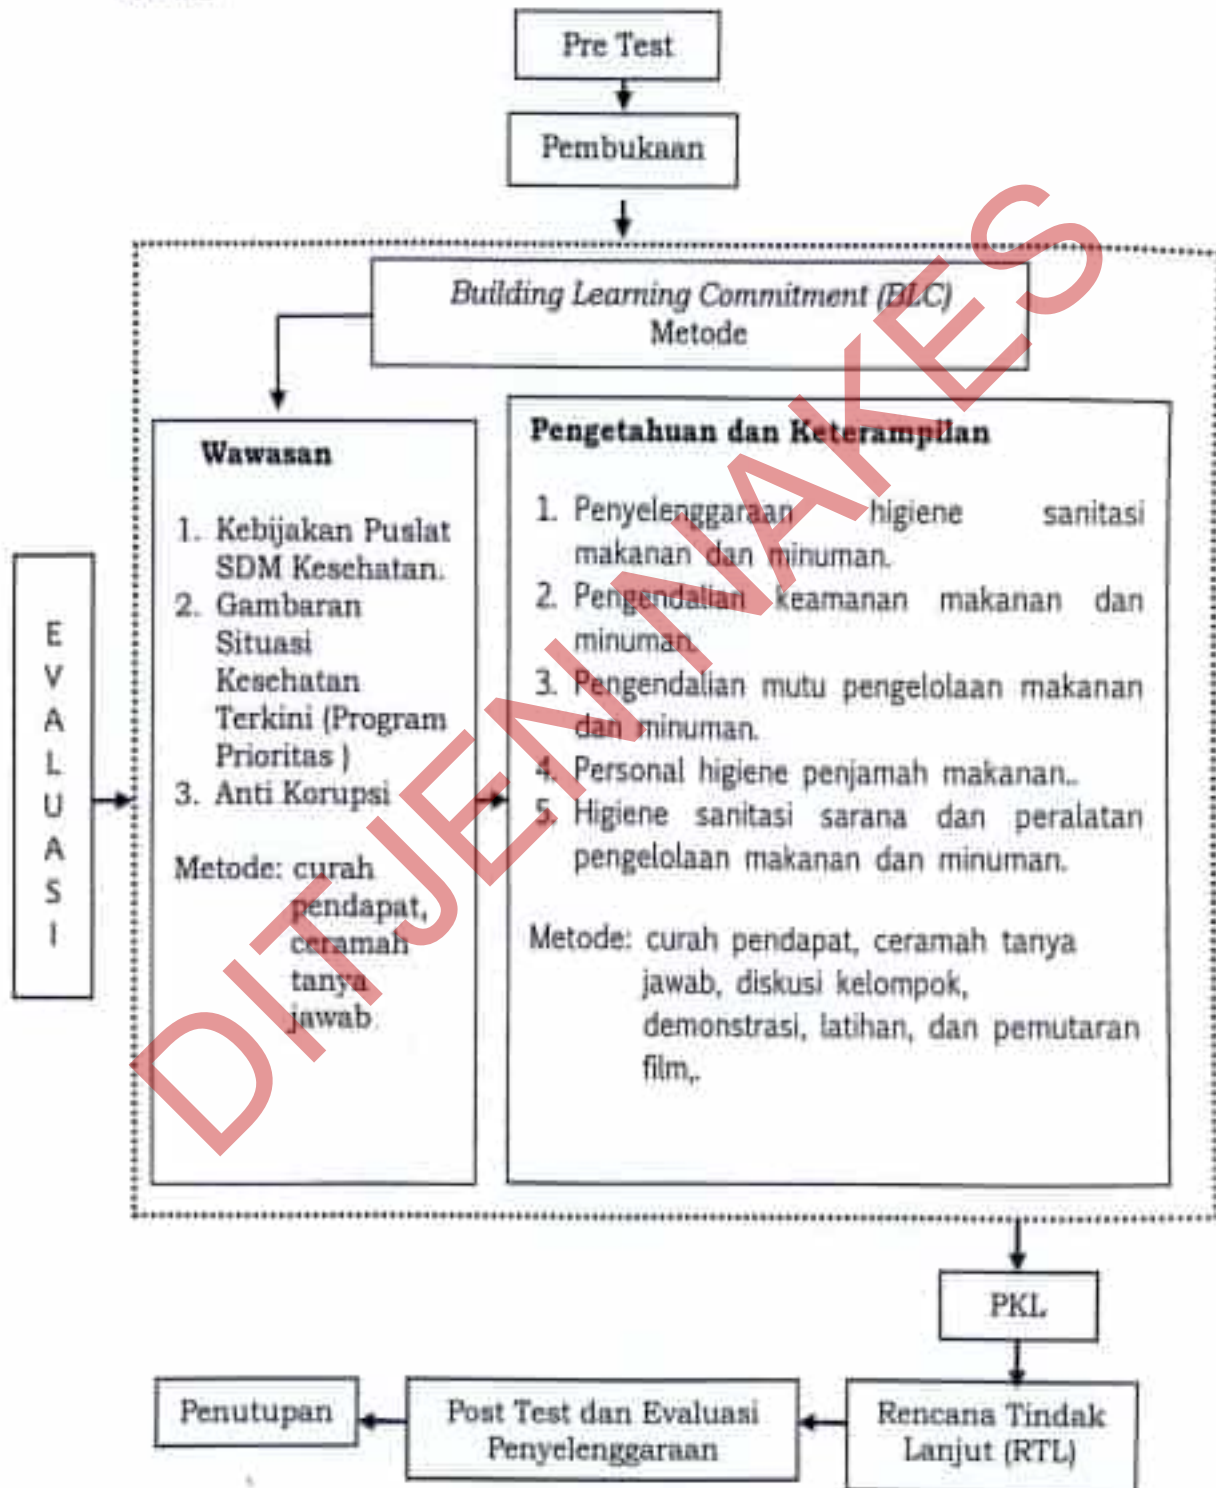 Pre Test
Pembukaan
Building Learning Commitment (BLC)
Metode
Wawasan
1. Kebijakan Puslat
SDM Kesehatan.
2. Gambaran
Situasi
Kesehatan
Terkini (Program
Prioritas )
3. Anti Korupsi
Metode: curah
pendapat,
ceramah
tanya
jawab
Pengetahuan dan Keterampilan
1. Penyelenggaraan higiene sanitasi
makanan dan minuman.
2. Pengendalian keamanan makanan dan
minuman.
3. Pengendalian mutu pengelolaan makanan
dan minuman.
4. Personal higiene penjamah makanan..
5. Higiene sanitasi sarana dan peralatan
pengelolaan makanan dan minuman.
Metode: curah pendapat, ceramah tanya
jawab, diskusi kelompok,
demonstrasi, latihan, dan pemutaran
film,.
E
V
A
L
U
A
S
I
PKL
Rencana Tindak
Lanjut (RTL)
Post Test dan Evaluasi
Penyelenggaraan
Penutupan
DITJEN NAKES